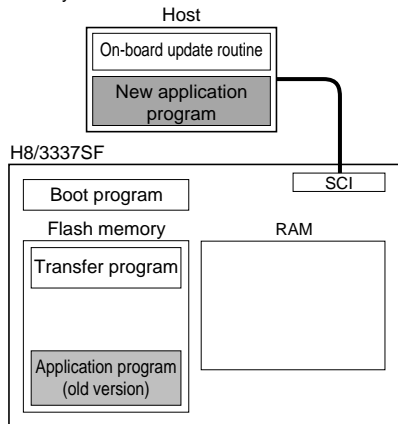 Host
On-board update routine
New application
program
H8/3337SF
SCI
Boot program
Flash memory
RAM
Transfer program
Application program
(old version)